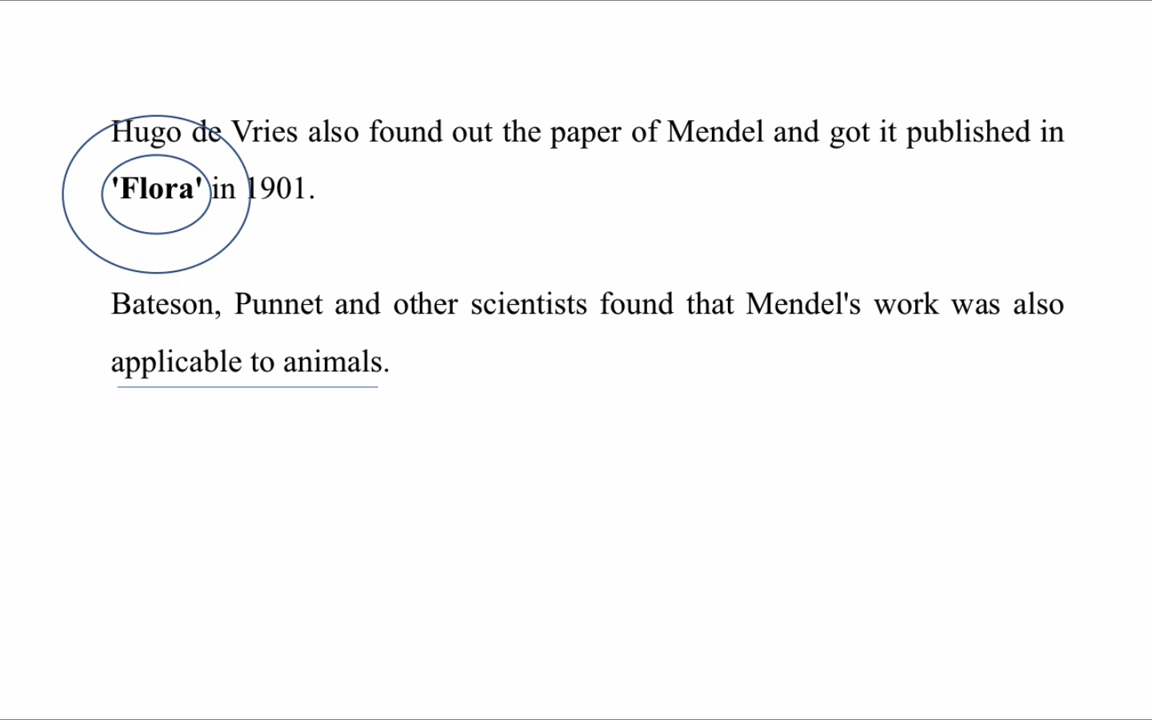 Hugo de Vries also found out the paper of Mendel and got it published in
'Flora' in 1901.
Bateson, Punnet and other scientists found that Mendel's work was also
applicable to animals.